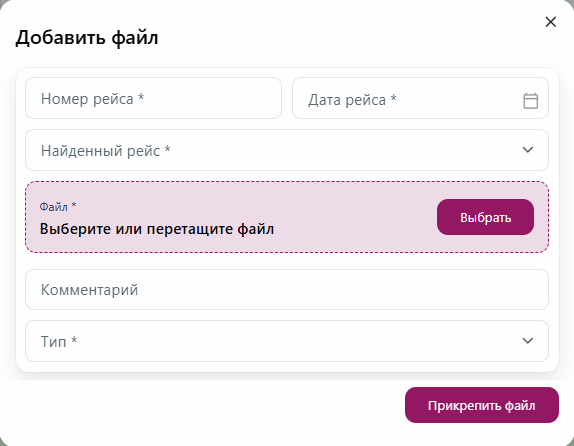 Добавить файл
Номер рейса *
Дата рейса *
Найденный рейс *
Файл *
Выберите или перетащите файл
Выбрать
Комментарий
Тип *
Прикрепить файл